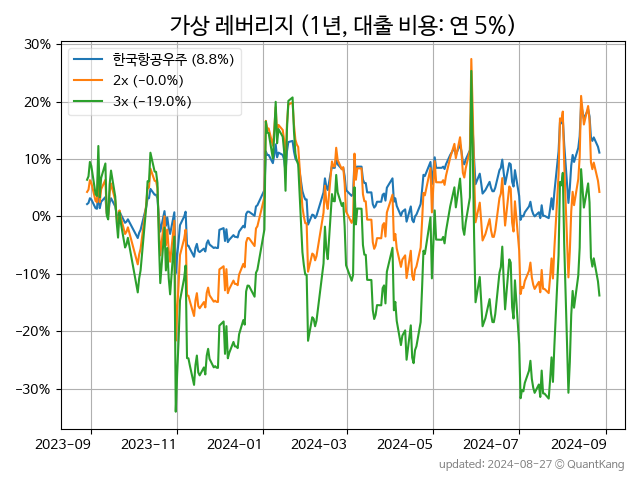 가상 레버리지 (1년, 대출 비용: 연 5%)
30%
20%
10%
0%
−10%
−20%
−30%
한국항공우주 (8.8%)
2x (−0.0%)
3x (−19.0%)
2023-09 2023-11 2024-01 2024-03 2024-05 2024-07 2024-09
updated: 2024-08-27 ⓒ QuantKang